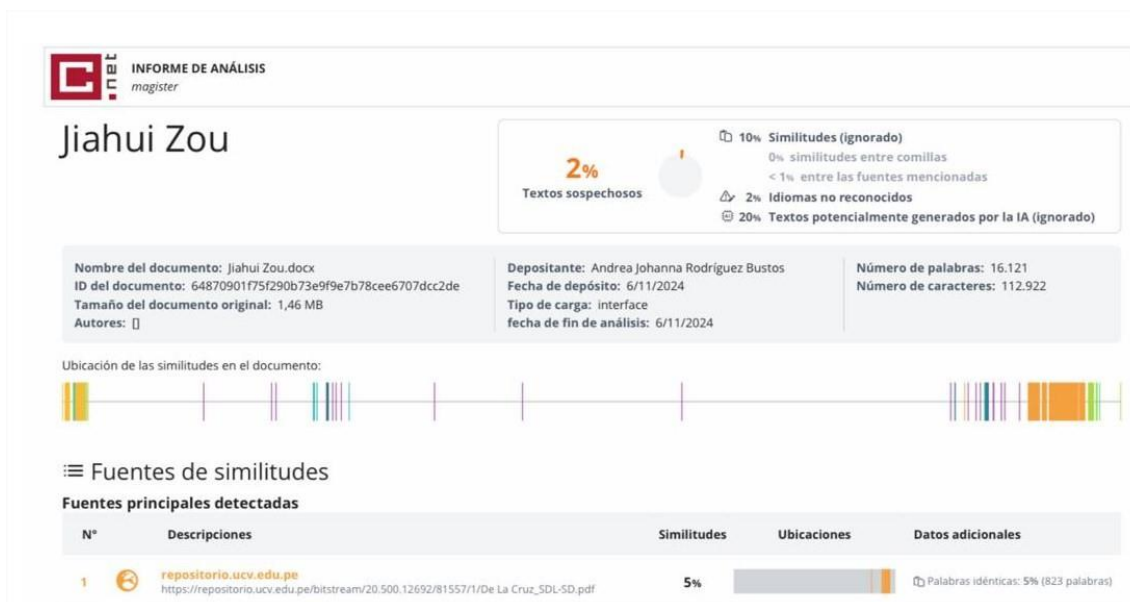 C .net
INFORME DE ANÁLISIS
magister
Jiahui Zou
2%
Textos sospechosos
10% Similitudes (ignorado)
0% similitudes entre comillas
< 1% entre las fuentes mencionadas
2% Idiomas no reconocidos
20% Textos potencialmente generados por la IA (ignorado)
Nombre del documento: Jiahui Zou.docx
ID del documento: 64870901f75f290b73e9f9e7b78cee6707dcc2de
Tamaño del documento original: 1,46 MB
Autores: []
Depositante: Andrea Johanna Rodríguez Bustos
Fecha de depósito: 6/11/2024
Tipo de carga: interface
fecha de fin de análisis: 6/11/2024
Número de palabras: 16.121
Número de caracteres: 112.922
Ubicación de las similitudes en el documento:
Fuentes de similitudes
Fuentes principales detectadas
N° Descripciones Similitudes Ubicaciones Datos adicionales
1 repositorio.ucv.edu.pe
https://repositorio.ucv.edu.pe/bitstream/20.500.12692/81557/1/De La Cruz_SDL-SD.pdf
5% Palabras idénticas: 5% (823 palabras)